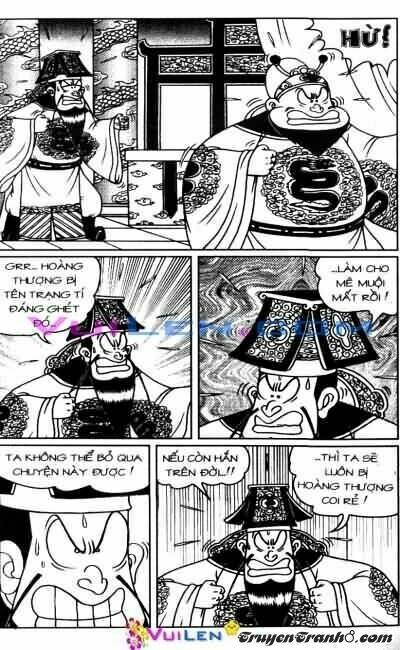 HỪ!
GRR... HOÀNG
THƯỢNG BỊ
TÊN TRẠNG TÍ
ĐÁNG GHÉT
ĐÓ...
...LÀM CHO
MÊ MUỘI
MẤT RỒI!
VUILEN.COM
TA KHÔNG THỂ BỎ QUA
CHUYỆN NÀY ĐƯỢC!
NẾU CÒN HẮN
TRÊN ĐỜI...!!
...THÌ TA SẼ
LUÔN BỊ
HOÀNG THƯỢNG
COI RẺ!
VUILEN
TruyenTranh8.com